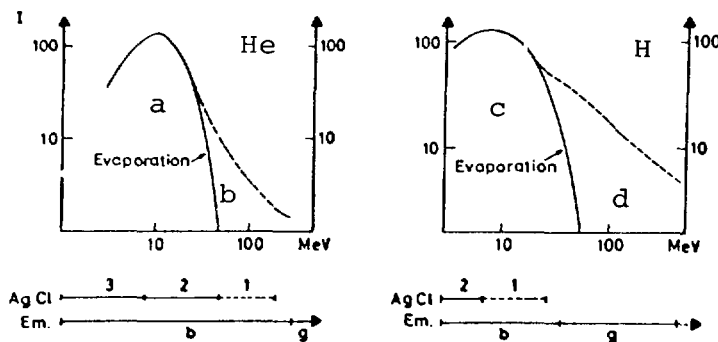 I He H
100 100 100 100
a c
10 10 10 10
Evaporation Evaporation
b d
10 100 MeV 10 100 MeV
3 2 1 2 1
Ag Cl Ag Cl
Em. b g Em. b g